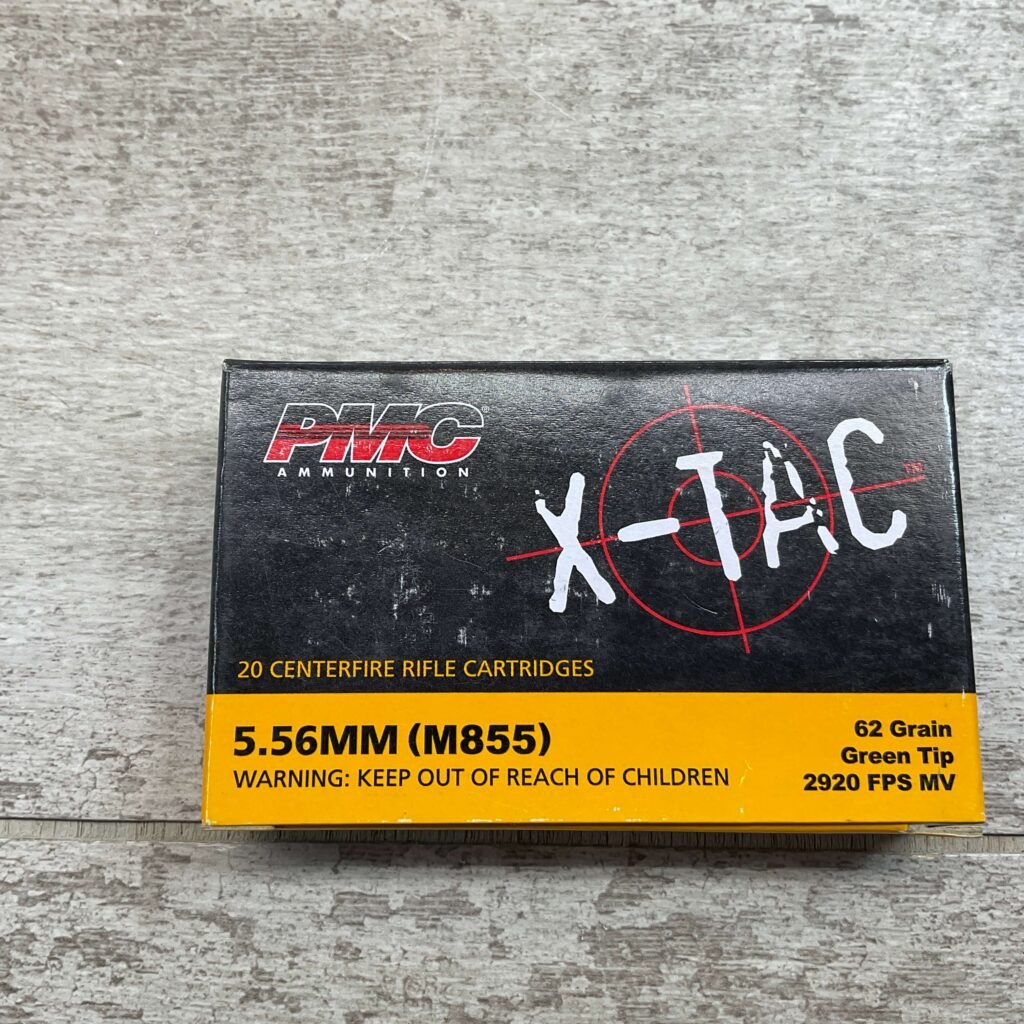 PMC®
AMMUNITION
X-TAC™
20 CENTERFIRE RIFLE CARTRIDGES
5.56MM (M855)
WARNING: KEEP OUT OF REACH OF CHILDREN
62 Grain
Green Tip
2920 FPS MV